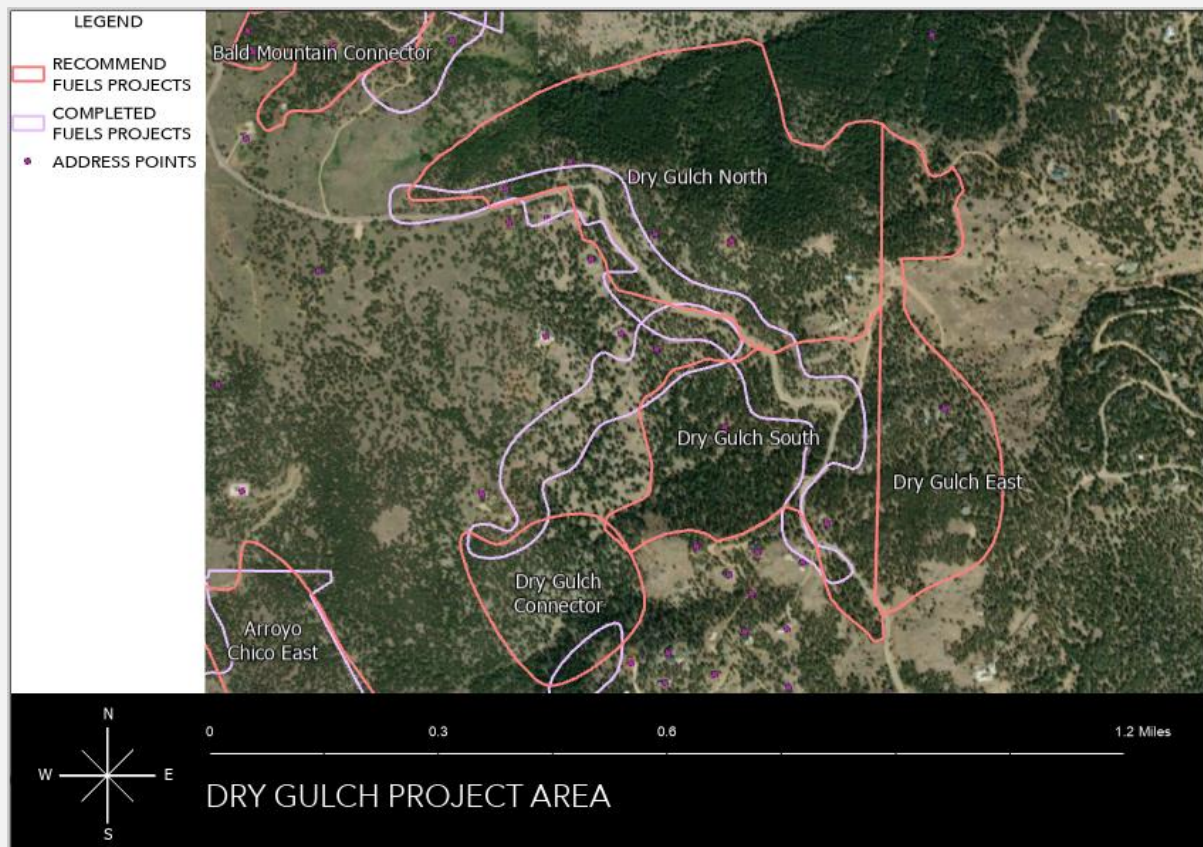 LEGEND
RECOMMEND
FUELS PROJECTS
COMPLETED
FUELS PROJECTS
ADDRESS POINTS
Bald Mountain Connector
Dry Gulch North
Dry Gulch South
Dry Gulch East
Dry Gulch
Connector
Arroyo
Chico East
N
W E
S
0 0.3 0.6 1.2 Miles
DRY GULCH PROJECT AREA